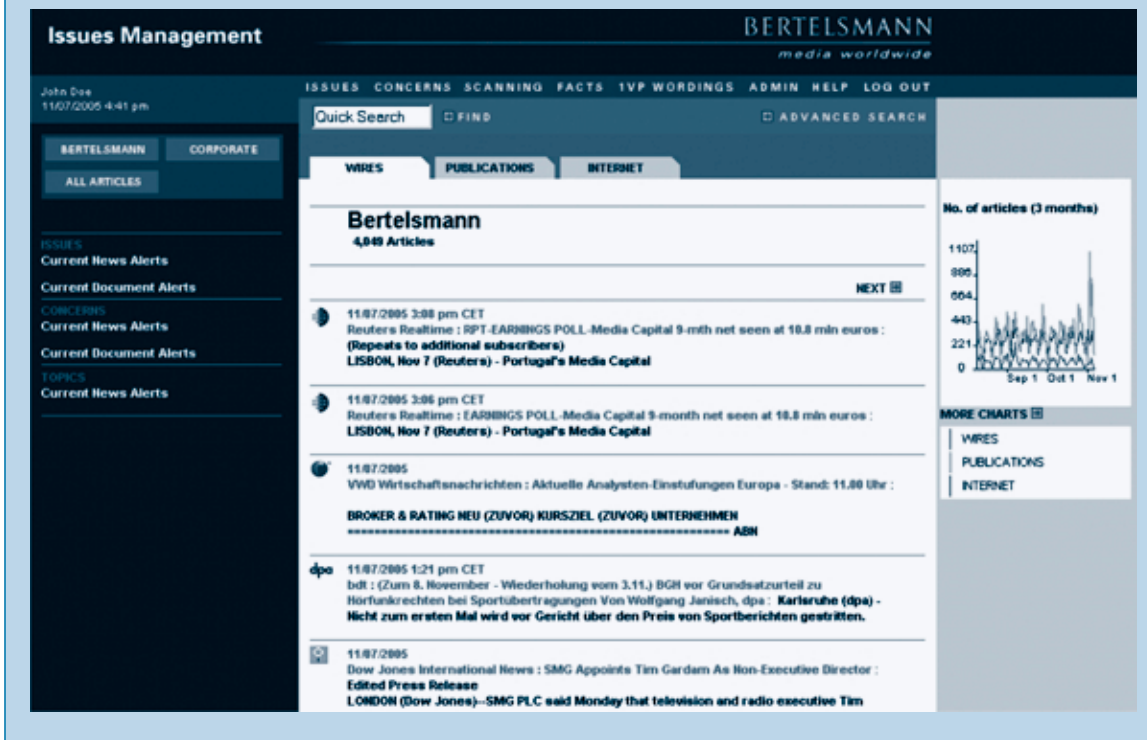 Issues Management
BERTELSMANN
media worldwide
John Doe
11/07/2005 4:41 pm
ISSUES CONCERNS SCANNING FACTS 1VP WORDINGS ADMIN HELP LOG OUT
Quick Search FIND ADVANCED SEARCH
BERTELSMANN CORPORATE
ALL ARTICLES
ISSUES
Current News Alerts
Current Document Alerts
CONCERNS
Current News Alerts
Current Document Alerts
TOPICS
Current News Alerts
WIRES PUBLICATIONS INTERNET
Bertelsmann
4,849 Articles
NEXT
11/07/2005 3:08 pm CET
Reuters Realtime : RPT-EARNINGS POLL-Media Capital 9-mth net seen at 18.8 mln euros :
(Repeats to additional subscribers)
LISBON, Nov 7 (Reuters) - Portugal's Media Capital
11/07/2005 3:06 pm CET
Reuters Realtime : EARNINGS POLL-Media Capital 9-month net seen at 18.8 mln euros :
LISBON, Nov 7 (Reuters) - Portugal's Media Capital
11/07/2005
VWD Wirtschaftsnachrichten : Aktuelle Analysten-Einstufungen Europa - Stand: 11.00 Uhr :
BROKER & RATING NEU (ZUVOR) KURSZIEL (ZUVOR) UNTERNEHMEN
========================================================== ABN
dpa 11/07/2005 1:21 pm CET
bdt : (Zum 8. November - Wiederholung vom 3.11.) BGH vor Grundsatzurteil zu
Hörfunkrechten bei Sportübertragungen Von Wolfgang Janisch, dpa : Karlsruhe (dpa) -
Nicht zum ersten Mal wird vor Gericht über den Preis von Sportberichten gestritten.
11/07/2005
Dow Jones International News : SMG Appoints Tim Gardam As Non-Executive Director :
Edited Press Release
LONDON (Dow Jones)--SMG PLC said Monday that television and radio executive Tim
No. of articles (3 months)
1107
886
664
443
221
0
Sep 1 Oct 1 Nov 1
MORE CHARTS
WIRES
PUBLICATIONS
INTERNET